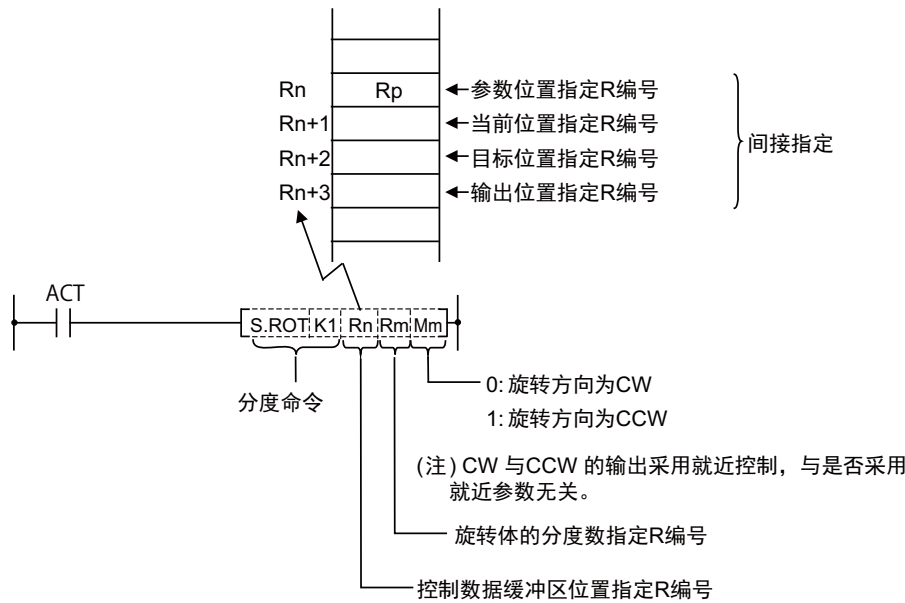 Rn Rp 参数位置指定R编号
Rn+1 当前位置指定R编号
间接指定
Rn+2 目标位置指定R编号
Rn+3 输出位置指定R编号
ACT
S.ROT K1 Rn Rm Mm
分度命令
0: 旋转方向为CW
1: 旋转方向为CCW
(注) CW 与CCW 的输出采用就近控制，与是否采用
就近参数无关。
旋转体的分度数指定R编号
控制数据缓冲区位置指定R编号